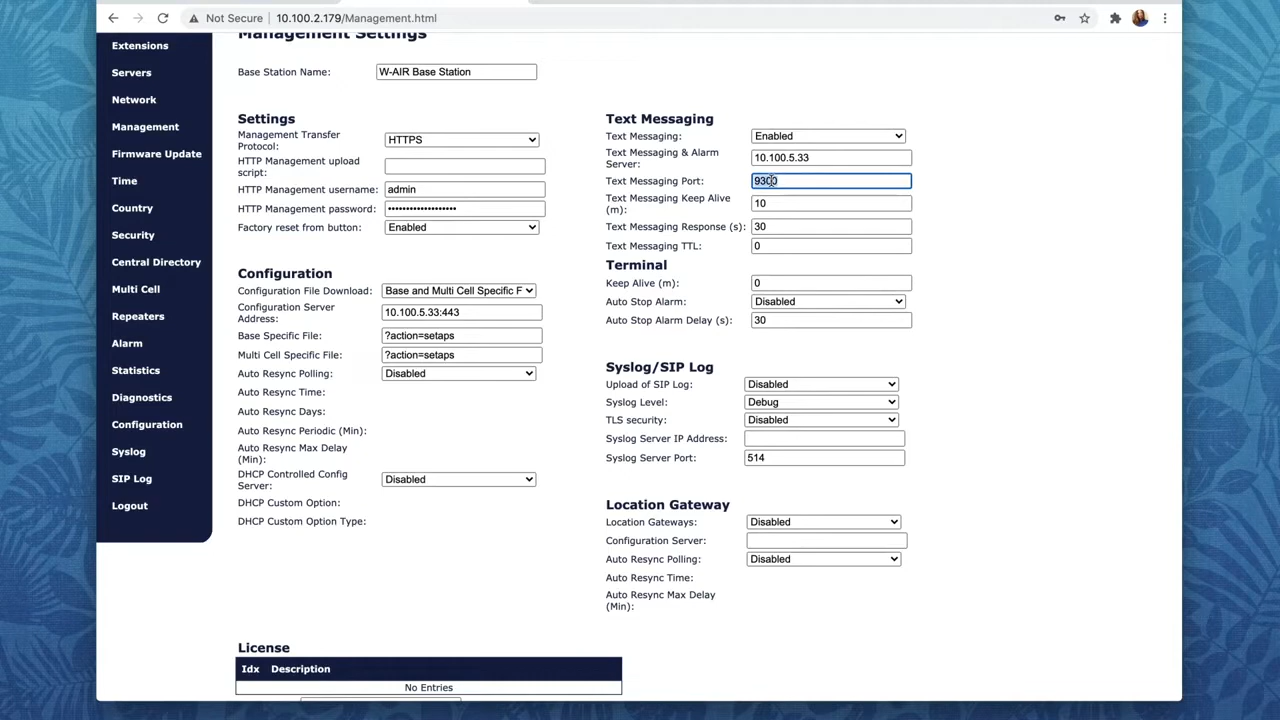 Not Secure
10.100.2.179/Management.html
Extensions
Servers
Network
Management
Firmware Update
Time
Country
Security
Central Directory
Multi Cell
Repeaters
Alarm
Statistics
Diagnostics
Configuration
Syslog
SIP Log
Logout
Management Settings
Base Station Name: W-AIR Base Station
Settings
Management Transfer
Protocol: HTTPS
HTTP Management upload
script:
HTTP Management username: admin
HTTP Management password: ••••••••••••••••••
Factory reset from button: Enabled
Configuration
Configuration File Download: Base and Multi Cell Specific F
Configuration Server
Address: 10.100.5.33:443
Base Specific File: ?action=setaps
Multi Cell Specific File: ?action=setaps
Auto Resync Polling: Disabled
Auto Resync Time:
Auto Resync Days:
Auto Resync Periodic (Min):
Auto Resync Max Delay
(Min):
DHCP Controlled Config
Server: Disabled
DHCP Custom Option:
DHCP Custom Option Type:
Text Messaging
Text Messaging: Enabled
Text Messaging & Alarm
Server: 10.100.5.33
Text Messaging Port: 9300
Text Messaging Keep Alive
(m): 10
Text Messaging Response (s): 30
Text Messaging TTL: 0
Terminal
Keep Alive (m): 0
Auto Stop Alarm: Disabled
Auto Stop Alarm Delay (s): 30
Syslog/SIP Log
Upload of SIP Log: Disabled
Syslog Level: Debug
TLS security: Disabled
Syslog Server IP Address:
Syslog Server Port: 514
Location Gateway
Location Gateways: Disabled
Configuration Server:
Auto Resync Polling: Disabled
Auto Resync Time:
Auto Resync Max Delay
(Min):
License
Idx Description
No Entries